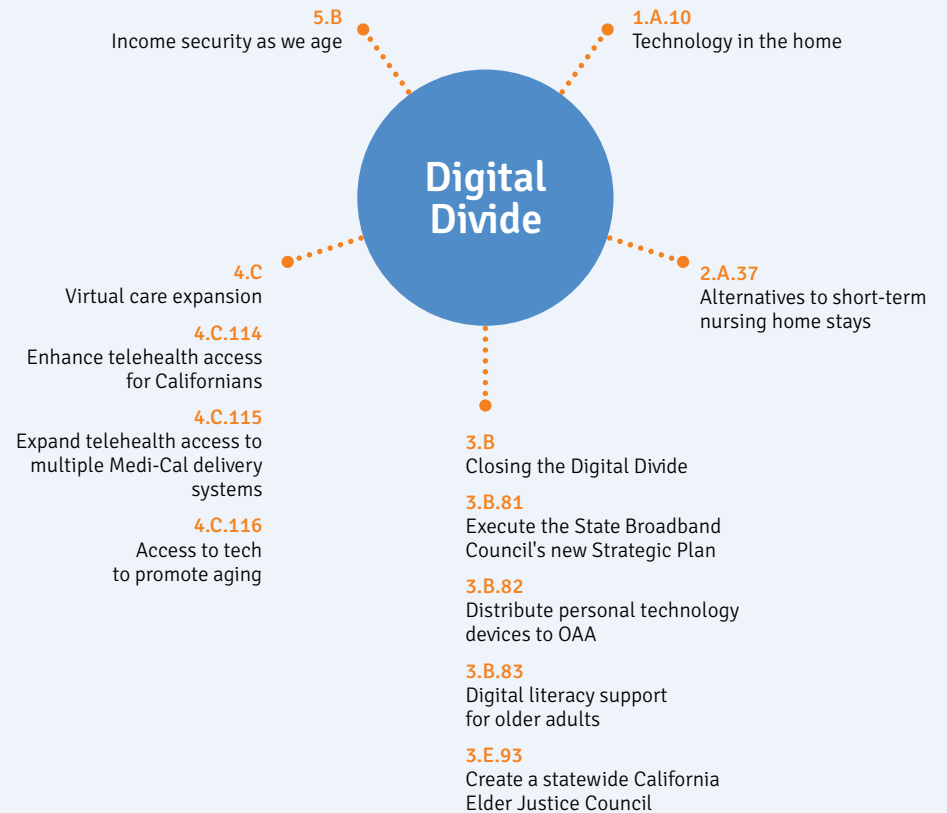 5.B
Income security as we age
1.A.10
Technology in the home
Digital
Divide
4.C
Virtual care expansion
4.C.114
Enhance telehealth access
for Californians
4.C.115
Expand telehealth access to
multiple Medi-Cal delivery
systems
4.C.116
Access to tech
to promote aging
2.A.37
Alternatives to short-term
nursing home stays
3.B
Closing the Digital Divide
3.B.81
Execute the State Broadband
Council's new Strategic Plan
3.B.82
Distribute personal technology
devices to OAA
3.B.83
Digital literacy support
for older adults
3.E.93
Create a statewide California
Elder Justice Council